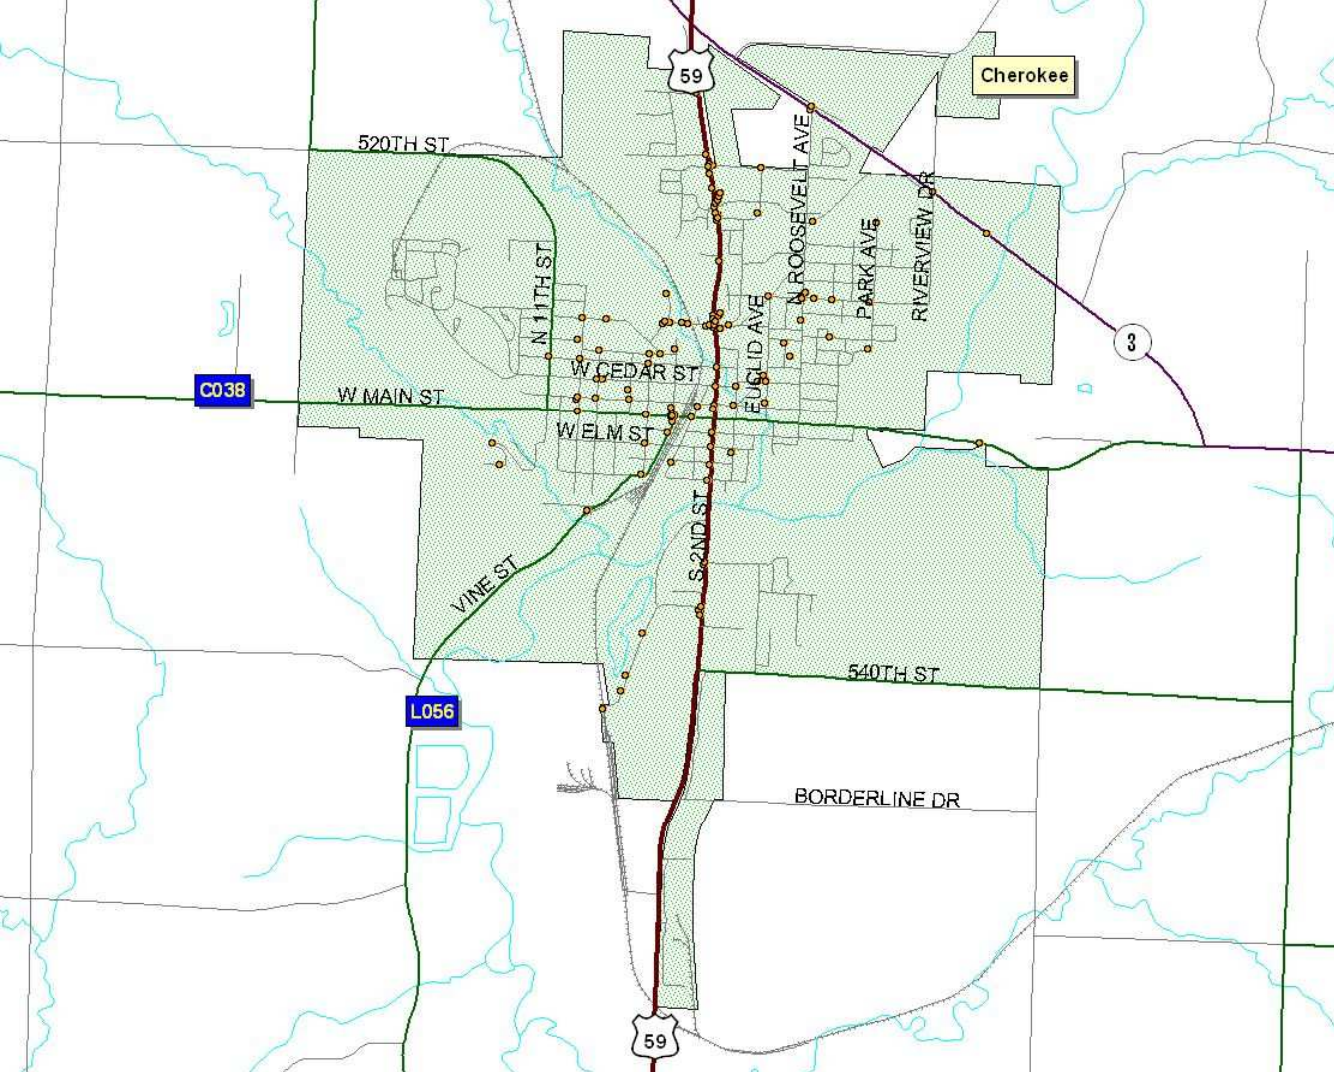 59
Cherokee
520TH ST
N ROOSEVELT AVE
RIVERVIEW DR
PARK AVE
N 11TH ST
EUCLID AVE
3
W CEDAR ST
C038
W MAIN ST
W ELM ST
S 2ND ST
VINE ST
540TH ST
L056
BORDERLINE DR
59